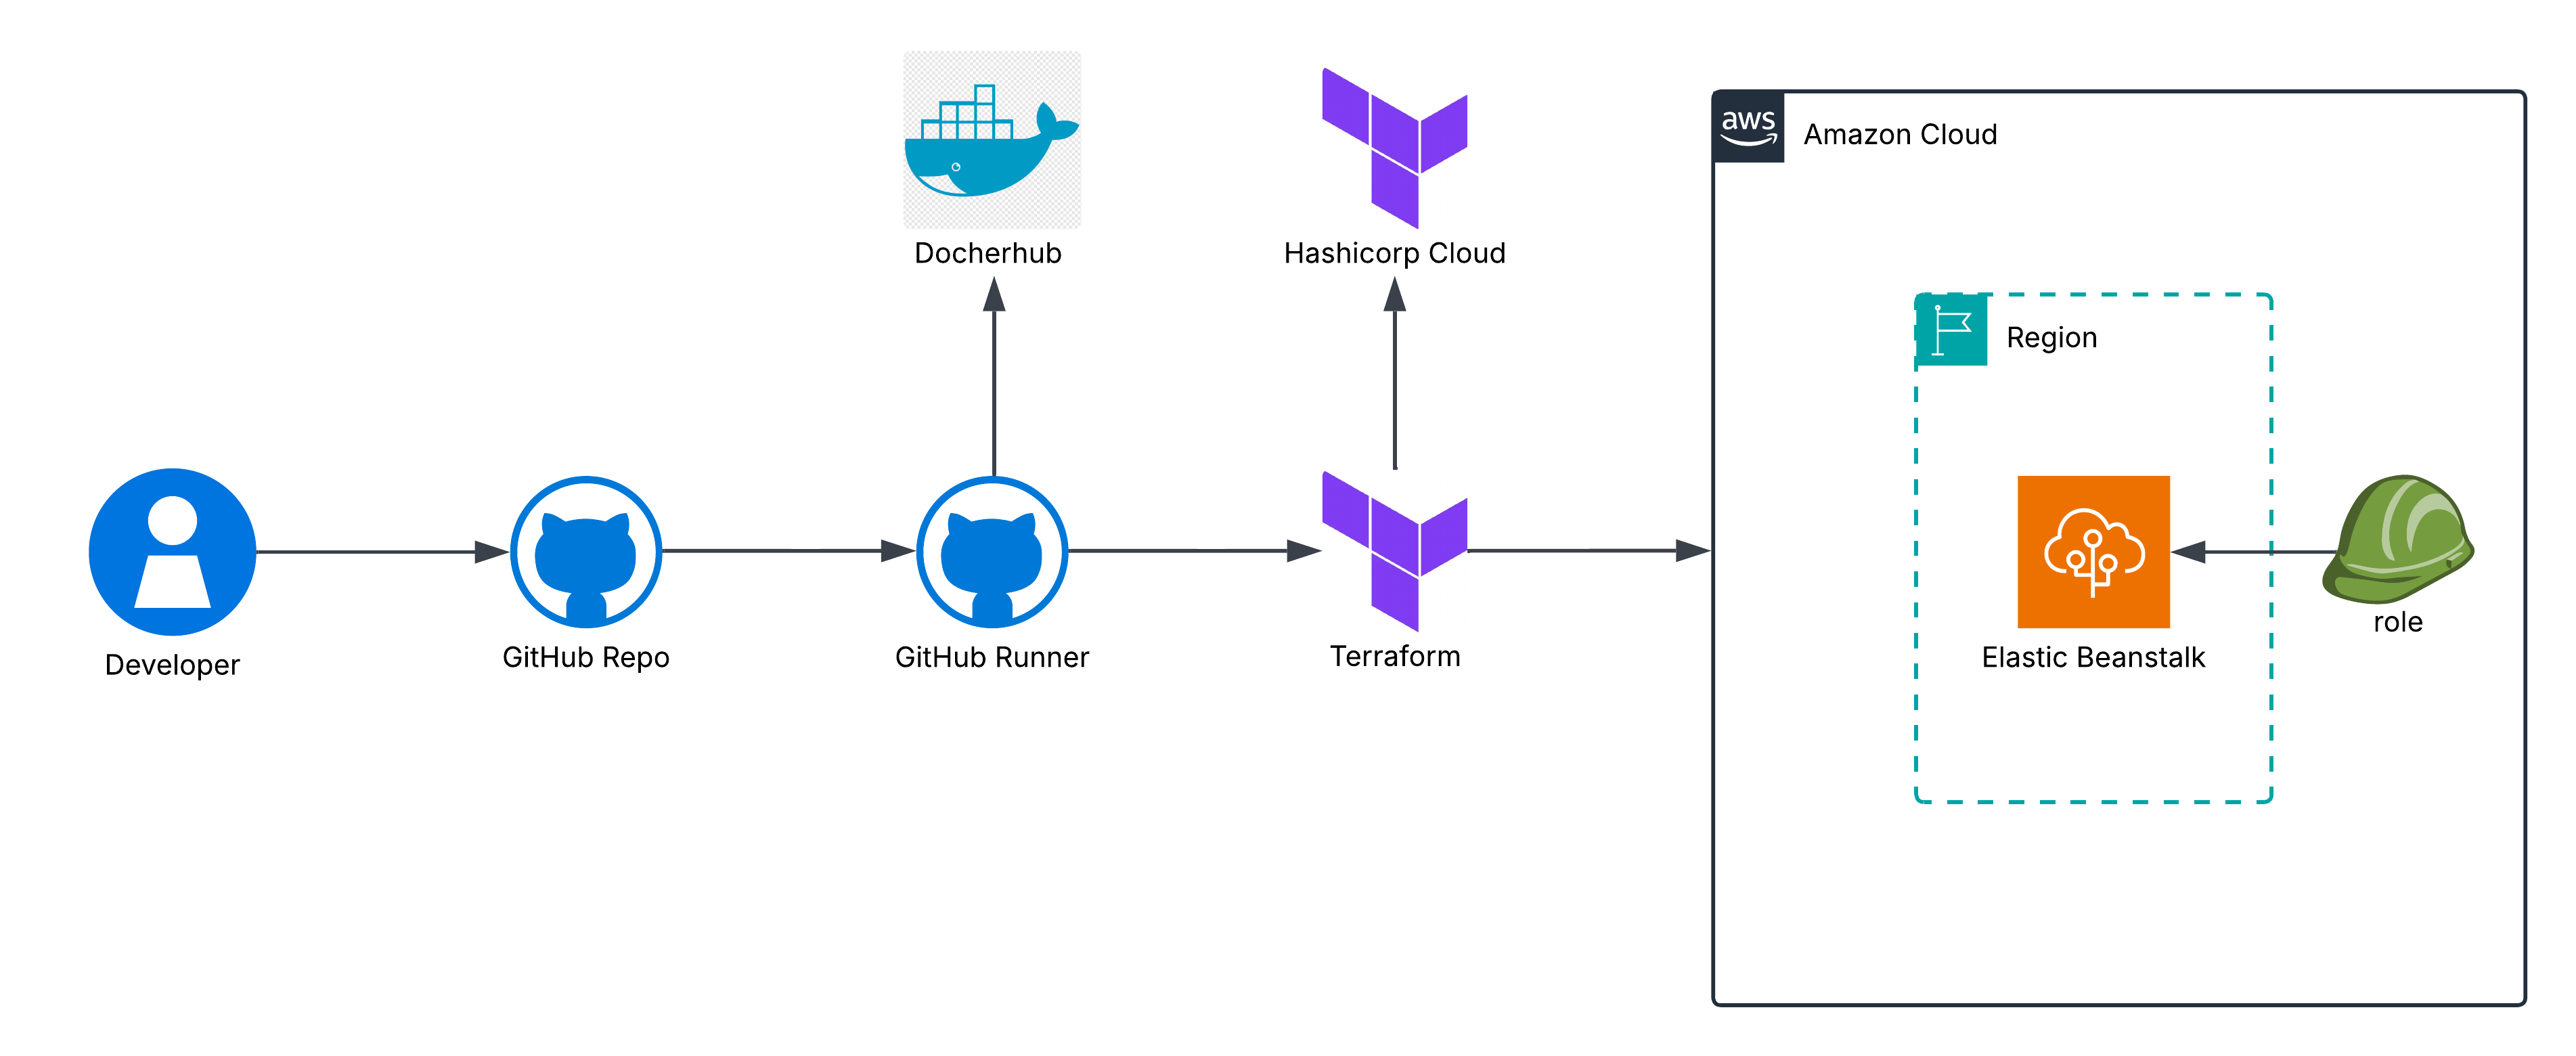 Docherhub
Hashicorp Cloud
aws
Amazon Cloud
Region
Developer
GitHub Repo
GitHub Runner
Terraform
Elastic Beanstalk
role